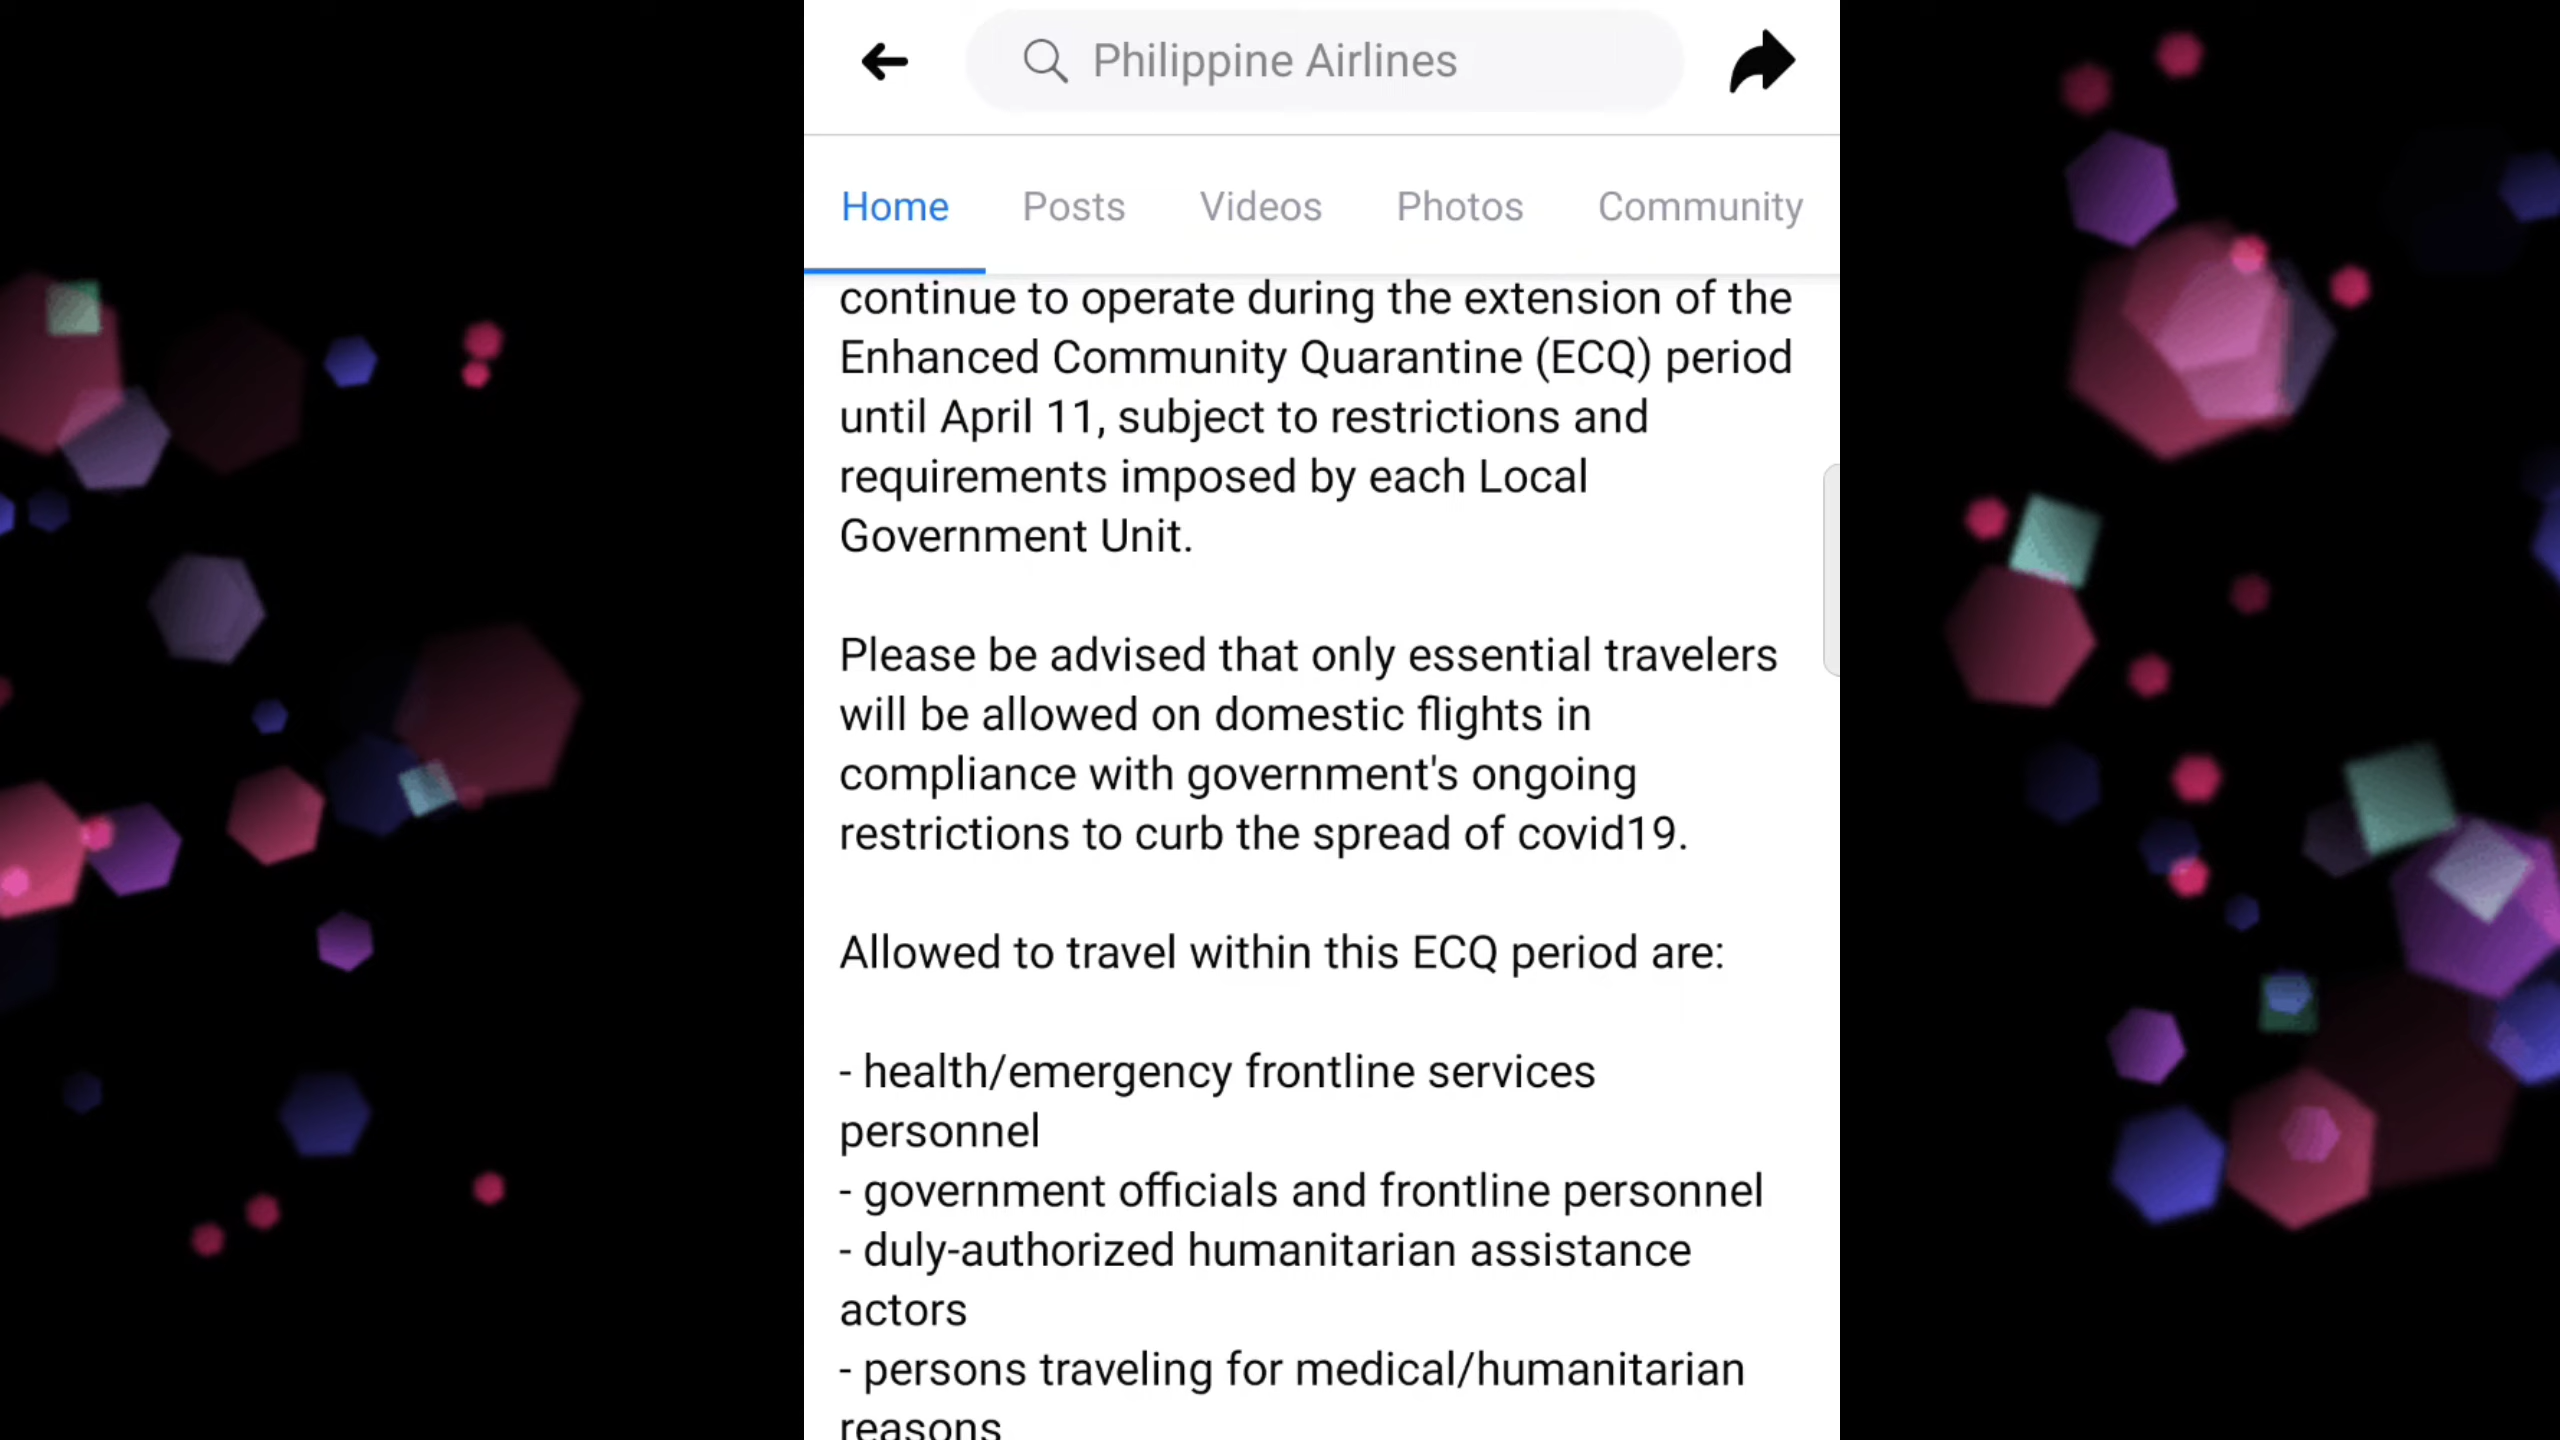 Philippine Airlines
Home Posts Videos Photos Community
continue to operate during the extension of the
Enhanced Community Quarantine (ECQ) period
until April 11, subject to restrictions and
requirements imposed by each Local
Government Unit.
Please be advised that only essential travelers
will be allowed on domestic flights in
compliance with government's ongoing
restrictions to curb the spread of covid19.
Allowed to travel within this ECQ period are:
- health/emergency frontline services
personnel
- government officials and frontline personnel
- duly-authorized humanitarian assistance
actors
- persons traveling for medical/humanitarian
reasons